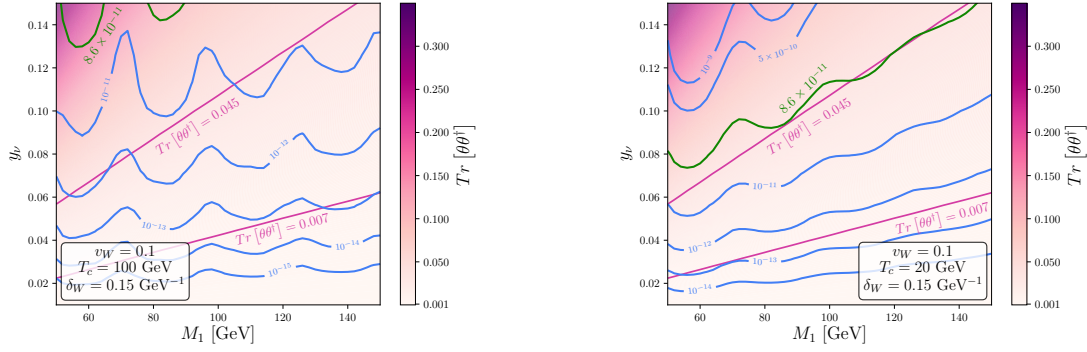 0.14
0.12
0.10
0.08
0.06
0.04
0.02
y_ν
60
80
100
120
140
M_1 [GeV]
8.6 × 10^{-11}
10^{-11}
10^{-12}
10^{-13}
10^{-14}
10^{-15}
Tr [θθ†] = 0.045
Tr [θθ†] = 0.007
v_W = 0.1
T_c = 100 GeV
δ_W = 0.15 GeV^{-1}
0.300
0.250
0.200
0.150
0.100
0.050
0.001
Tr [θθ†]
0.14
0.12
0.10
0.08
0.06
0.04
0.02
y_ν
60
80
100
120
140
M_1 [GeV]
10^{-9}
5 × 10^{-10}
8.6 × 10^{-11}
10^{-11}
10^{-12}
10^{-13}
10^{-14}
Tr [θθ†] = 0.045
Tr [θθ†] = 0.007
v_W = 0.1
T_c = 20 GeV
δ_W = 0.15 GeV^{-1}
0.300
0.250
0.200
0.150
0.100
0.050
0.001
Tr [θθ†]